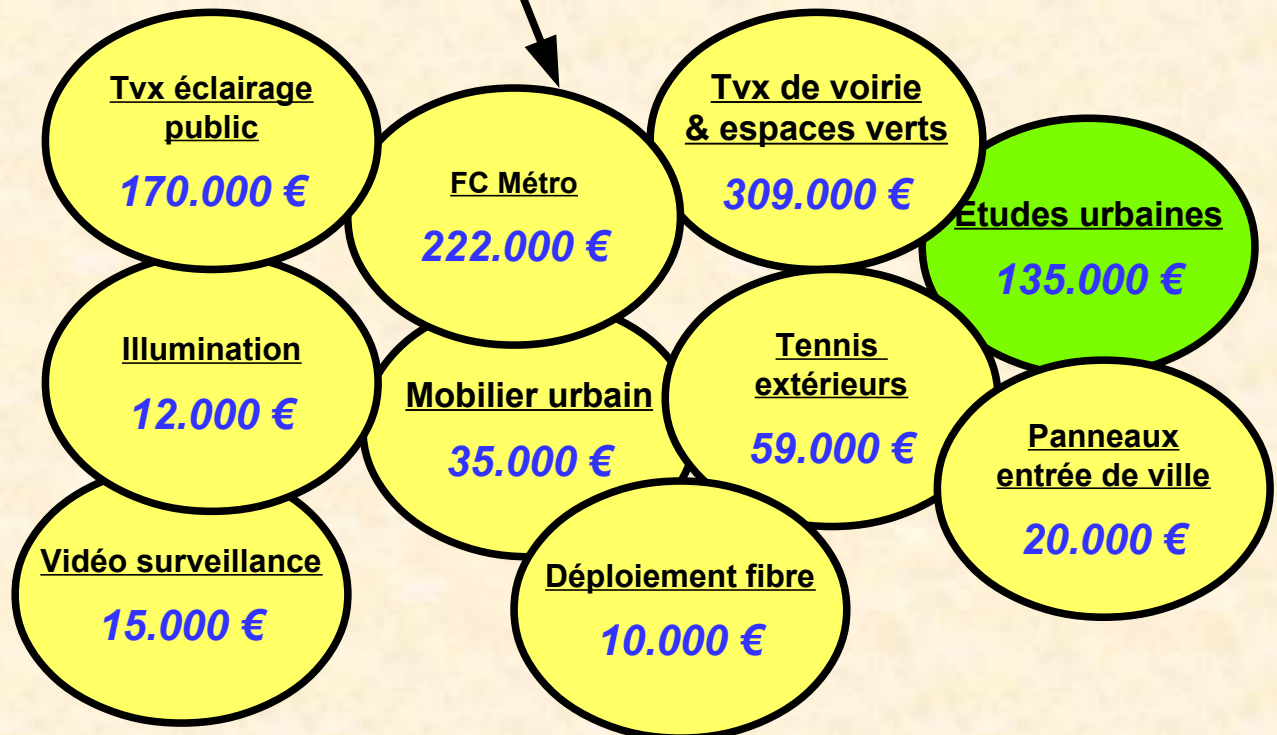 Tvx éclairage
public
170.000 €
FC Métro
222.000 €
Tvx de voirie
& espaces verts
309.000 €
Etudes urbaines
135.000 €
Illumination
12.000 €
Mobilier urbain
35.000 €
Tennis
extérieurs
59.000 €
Panneaux
entrée de ville
20.000 €
Vidéo surveillance
15.000 €
Déploiement fibre
10.000 €